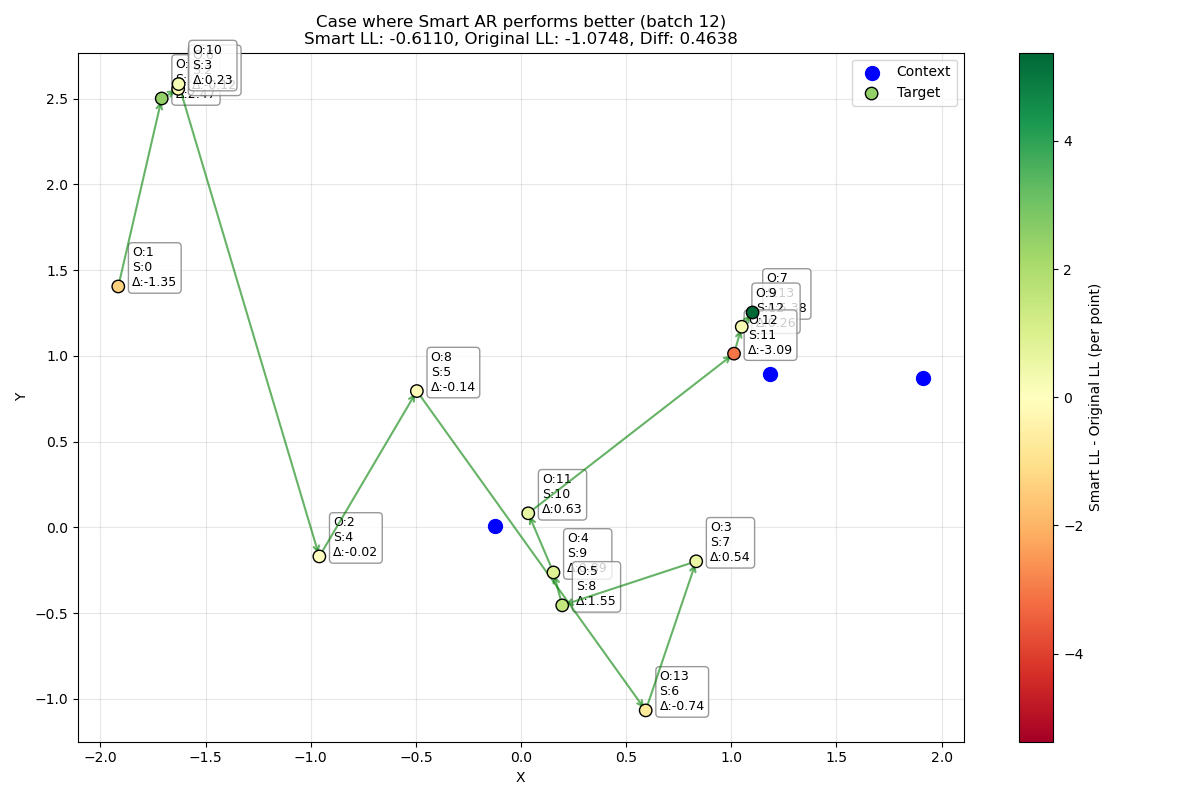 Case where Smart AR performs better (batch 12)
Smart LL: -0.6110, Original LL: -1.0748, Diff: 0.4638
Context
Target
O:10
S:3
Δ:0.23
O:1
S:0
Δ:-1.35
O:7
O:9
S:12
O:12
S:11
Δ:-3.09
O:8
S:5
Δ:-0.14
O:11
S:10
Δ:0.63
O:2
S:4
Δ:-0.02
O:4
S:9
O:3
S:7
Δ:0.54
O:5
S:8
Δ:1.55
O:13
S:6
Δ:-0.74
2.5
2.0
1.5
1.0
0.5
0.0
−0.5
−1.0
Y
−2.0
−1.5
−1.0
−0.5
0.0
0.5
1.0
1.5
2.0
X
4
2
0
−2
−4
Smart LL - Original LL (per point)